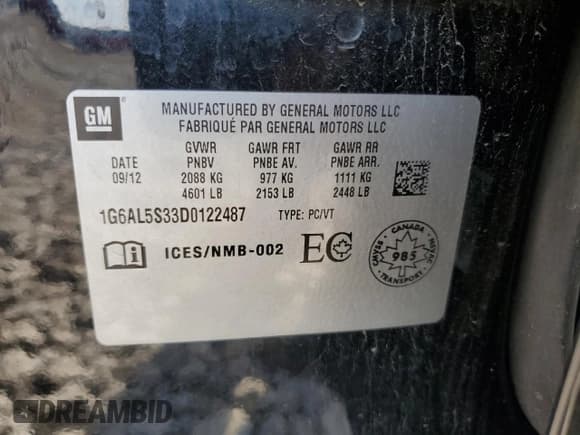 GM ®
MANUFACTURED BY GENERAL MOTORS LLC
FABRIQUÉ PAR GENERAL MOTORS LLC
GVWR GAWR FRT GAWR RR
DATE PNBV PNBE AV. PNBE ARR.
09/12 2088 KG 977 KG 1111 KG
4601 LB 2153 LB 2448 LB
1G6AL5S33D0122487 TYPE: PC/VT
i ICES/NMB-002 EC
CANADA
CMVSS 985 NSVAC
TRANSPORT
DREAMBID